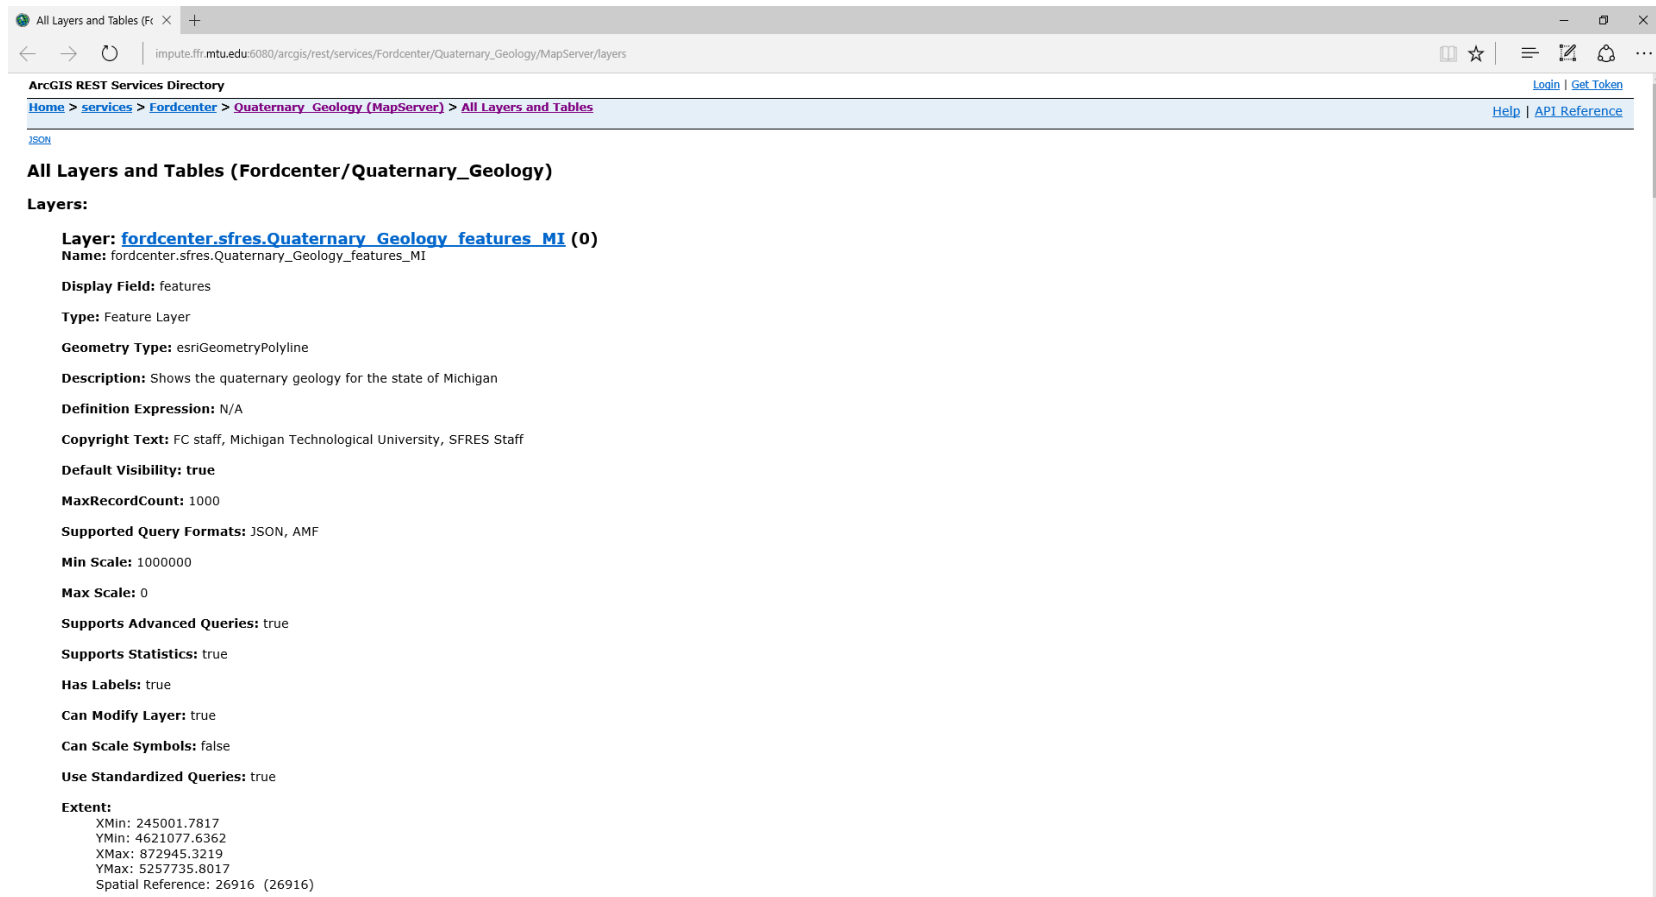 All Layers and Tables (Fo
impute.ffr.mtu.edu:6080/arcgis/rest/services/Fordcenter/Quaternary_Geology/MapServer/layers
ArcGIS REST Services Directory
Login | Get Token
Home > services > Fordcenter > Quaternary_Geology (MapServer) > All Layers and Tables
Help | API Reference
JSON
All Layers and Tables (Fordcenter/Quaternary_Geology)
Layers:
Layer: fordcenter.sfres.Quaternary_Geology_features_MI (0)
Name: fordcenter.sfres.Quaternary_Geology_features_MI
Display Field: features
Type: Feature Layer
Geometry Type: esriGeometryPolyline
Description: Shows the quaternary geology for the state of Michigan
Definition Expression: N/A
Copyright Text: FC staff, Michigan Technological University, SFRES Staff
Default Visibility: true
MaxRecordCount: 1000
Supported Query Formats: JSON, AMF
Min Scale: 1000000
Max Scale: 0
Supports Advanced Queries: true
Supports Statistics: true
Has Labels: true
Can Modify Layer: true
Can Scale Symbols: false
Use Standardized Queries: true
Extent:
XMin: 245001.7817
YMin: 4621077.6362
XMax: 872945.3219
YMax: 5257735.8017
Spatial Reference: 26916 (26916)